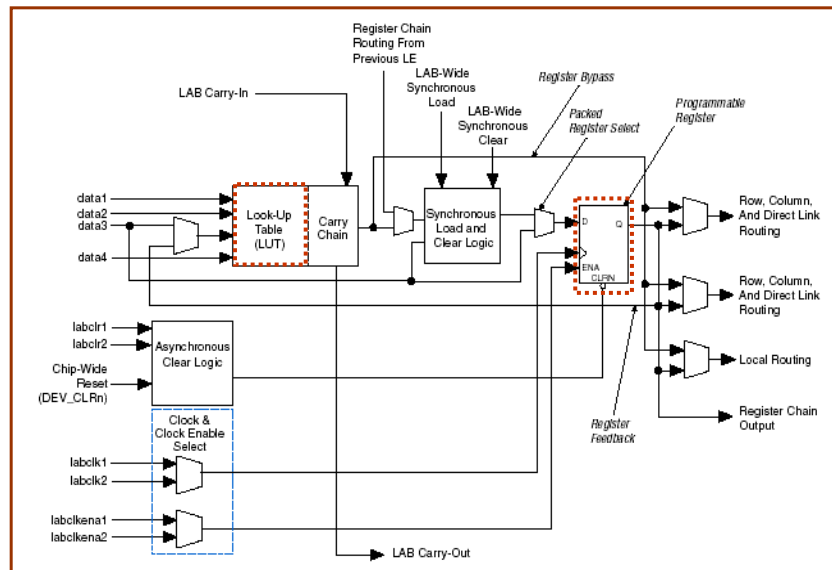 Register Chain
Routing From
Previous LE
LAB-Wide
Synchronous
Load
Register Bypass
Programmable
Register
LAB Carry-In
LAB-Wide
Synchronous
Clear
Packed
Register Select
data1
data2
data3
data4
Look-Up
Table
(LUT)
Carry
Chain
Synchronous
Load and
Clear Logic
D
Q
ENA
CLRN
Row, Column,
And Direct Link
Routing
Row, Column,
And Direct Link
Routing
labclr1
labclr2
Chip-Wide
Reset
(DEV_CLRn)
Asynchronous
Clear Logic
Local Routing
Register Chain
Output
Register
Feedback
Clock &
Clock Enable
Select
labclk1
labclk2
labclkena1
labclkena2
LAB Carry-Out